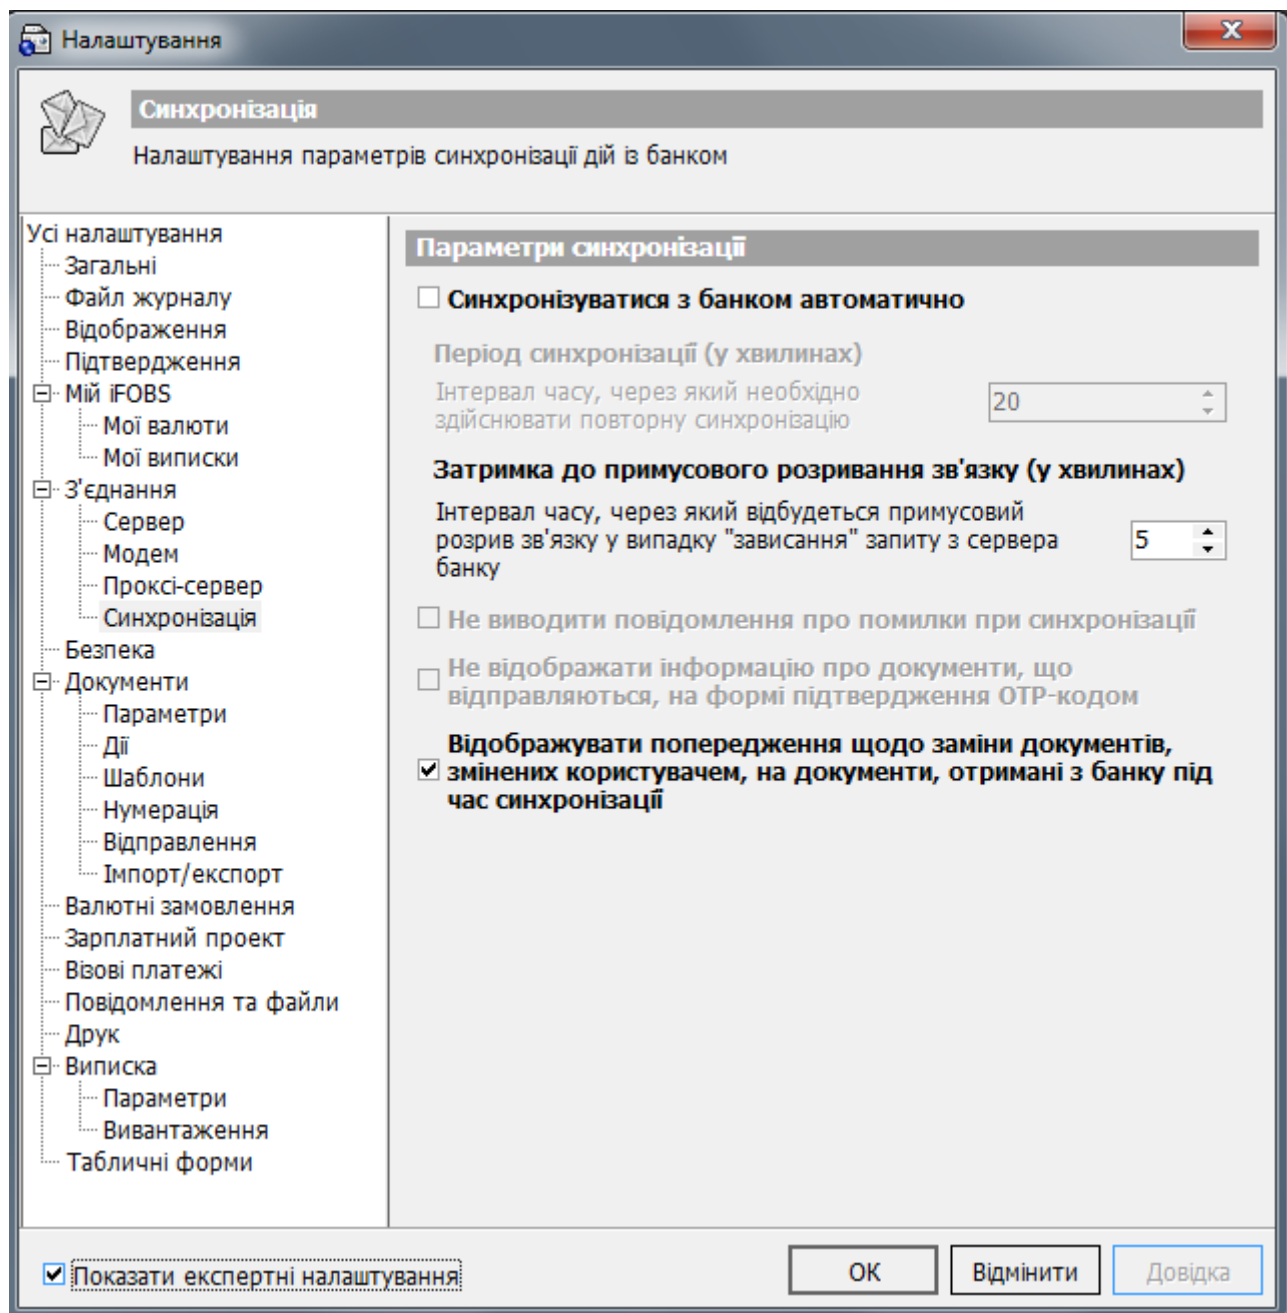 Налаштування
Синхронізація
Налаштування параметрів синхронізації дій із банком
Усі налаштування
Загальні
Файл журналу
Відображення
Підтвердження
Мій iFOBS
Мої валюти
Мої виписки
З'єднання
Сервер
Модем
Проксі-сервер
Синхронізація
Безпека
Документи
Параметри
Дії
Шаблони
Нумерація
Відправлення
Імпорт/експорт
Валютні замовлення
Зарплатний проект
Візові платежі
Повідомлення та файли
Друк
Виписка
Параметри
Вивантаження
Табличні форми
Параметри синхронізації
Синхронізуватися з банком автоматично
Період синхронізації (у хвилинах)
Інтервал часу, через який необхідно
здійснювати повторну синхронізацію
20
Затримка до примусового розривання зв'язку (у хвилинах)
Інтервал часу, через який відбудеться примусовий
розрив зв'язку у випадку "зависання" запиту з сервера
банку
5
Не виводити повідомлення про помилки при синхронізації
Не відображати інформацію про документи, що
відправляються, на формі підтвердження OTP-кодом
Відображувати попередження щодо заміни документів,
змінених користувачем, на документи, отримані з банку під
час синхронізації
Показати експертні налаштування
OK
Відмінити
Довідка